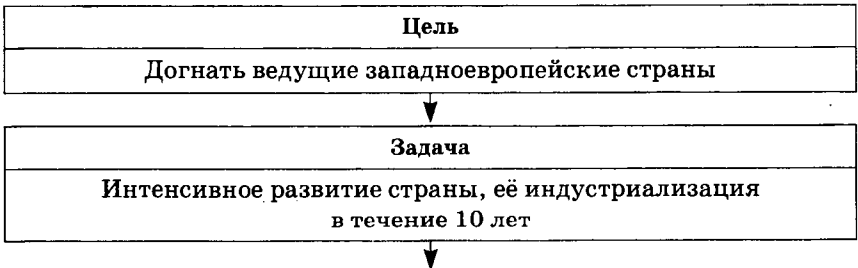 Цель
Догнать ведущие западноевропейские страны
Задача
Интенсивное развитие страны, её индустриализация
в течение 10 лет